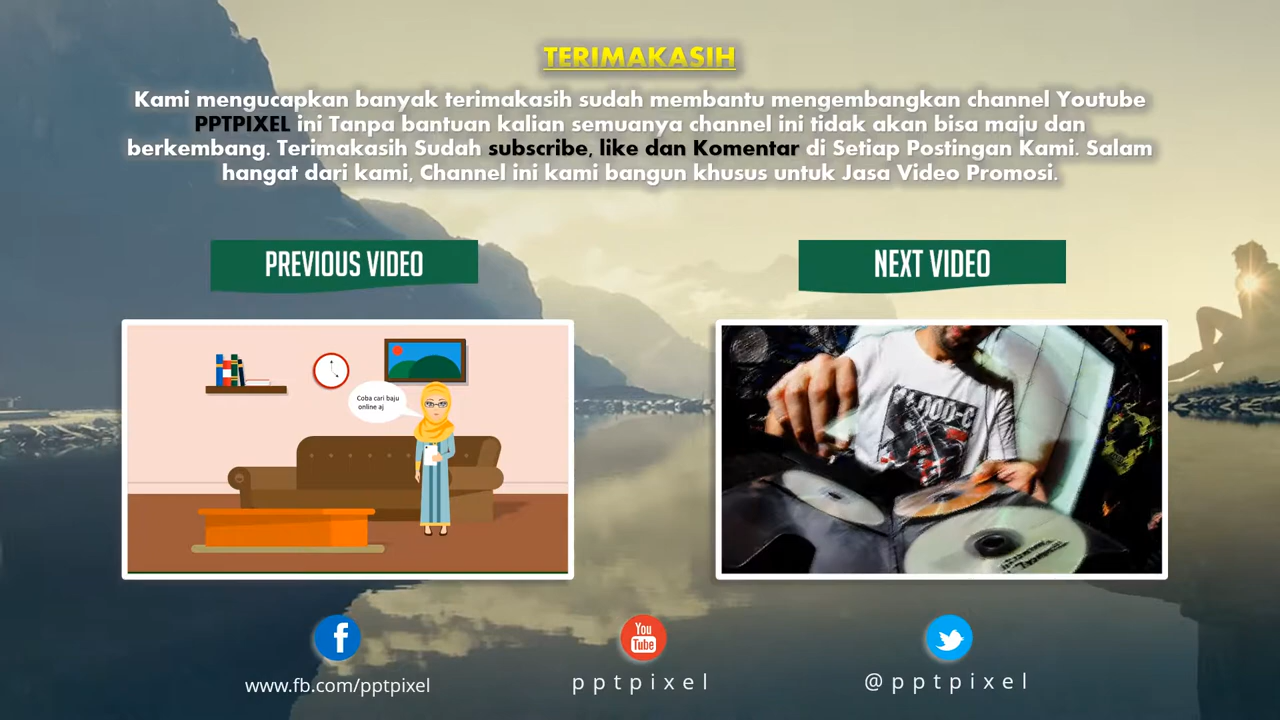 TERIMAKASIH
Kami mengucapkan banyak terimakasih sudah membantu mengembangkan channel Youtube
PPTPIXEL ini Tanpa bantuan kalian semuanya channel ini tidak akan bisa maju dan
berkembang. Terimakasih Sudah subscribe, like dan Komentar di Setiap Postingan Kami. Salam
hangat dari kami, Channel ini kami bangun khusus untuk Jasa Video Promosi.
PREVIOUS VIDEO
NEXT VIDEO
Coba cari baju
online aj
You
Tube
www.fb.com/pptpixel
pptpixel
@pptpixel